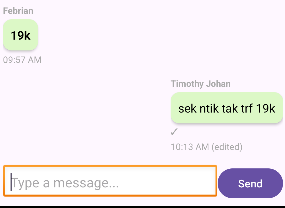 Febrian
19k
09:57 AM
Timothy Johan
sek ntik tak trf 19k
✓
10:13 AM (edited)
Type a message...
Send